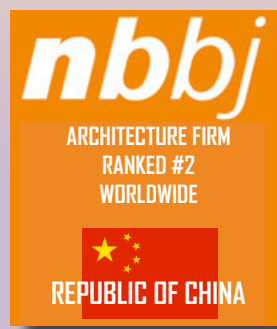 nbbj
ARCHITECTURE FIRM
RANKED #2
WORLDWIDE
REPUBLIC OF CHINA